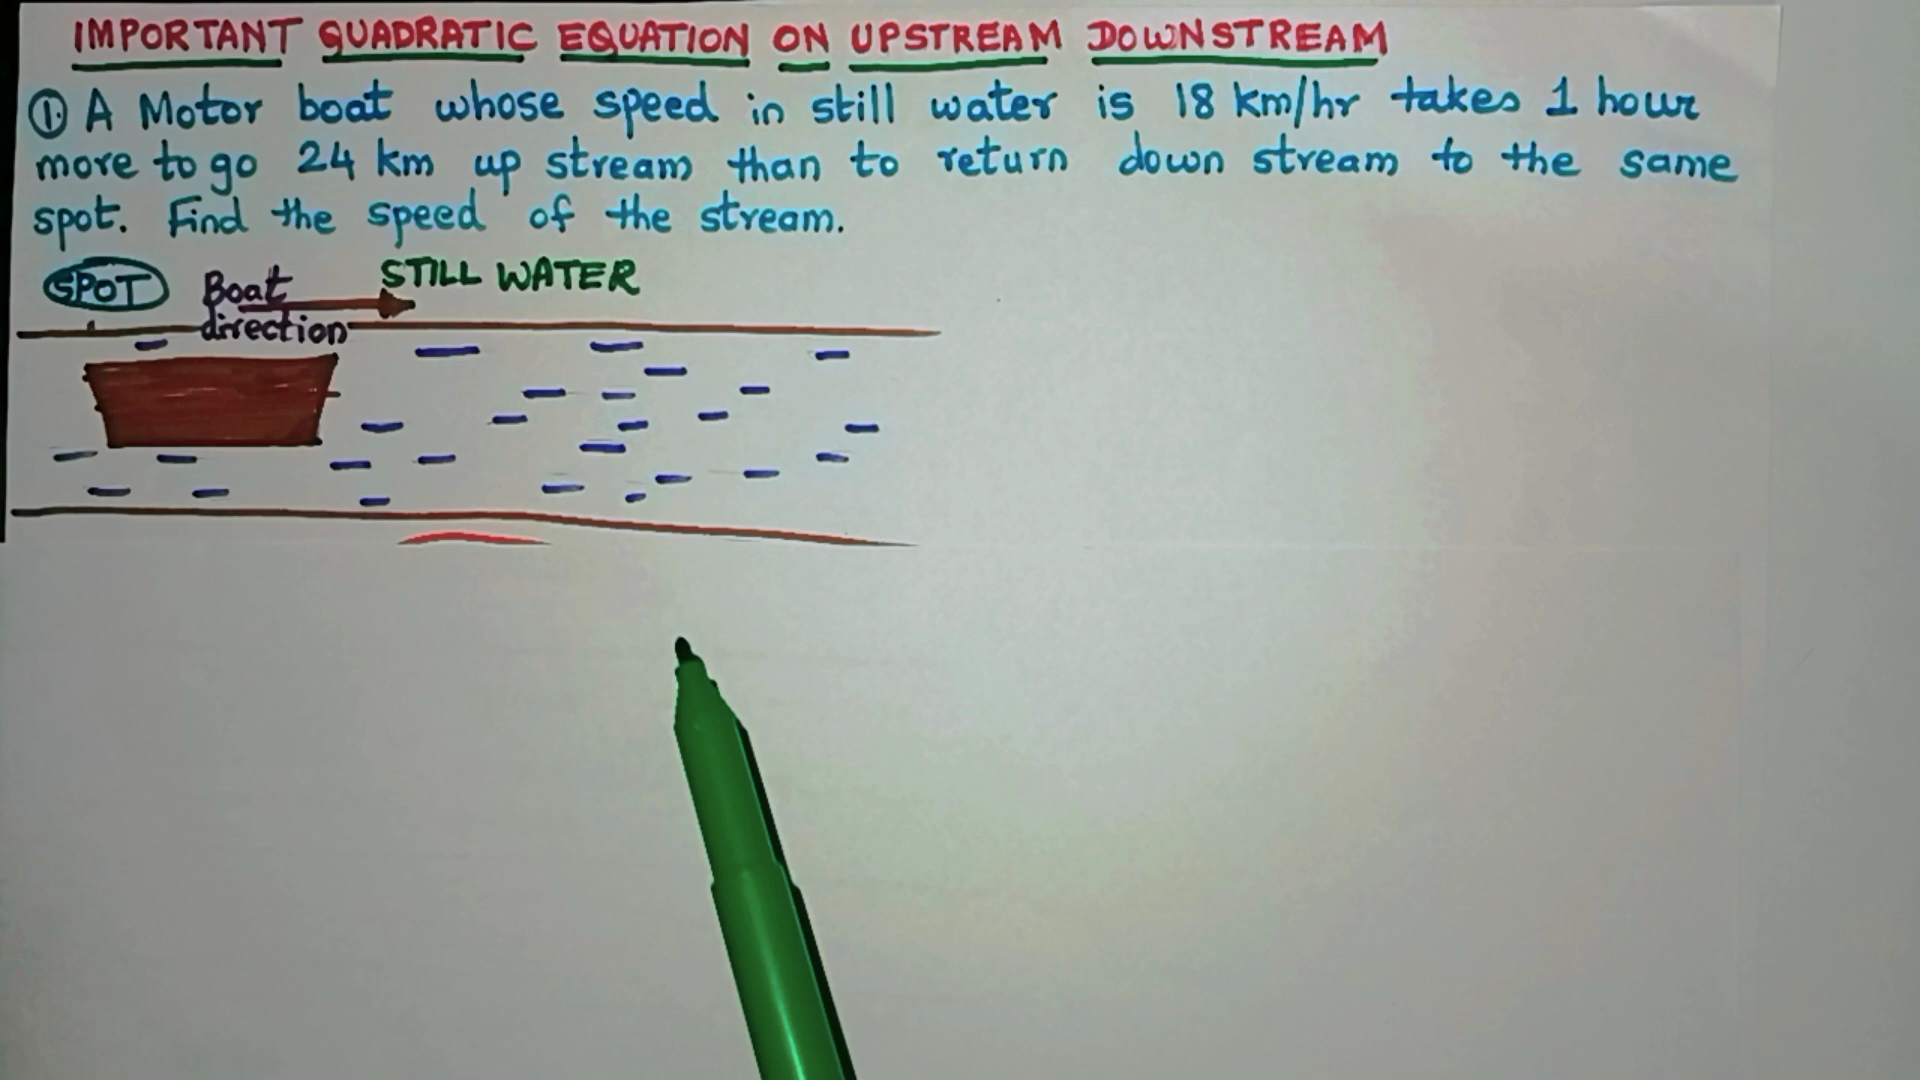 IMPORTANT QUADRATIC EQUATION ON UPSTREAM DOWNSTREAM
1. A Motor boat whose speed in still water is 18 km/hr takes 1 hour
more to go 24 km up stream than to return down stream to the same
spot. Find the speed of the stream.
SPOT Boat STILL WATER
direction